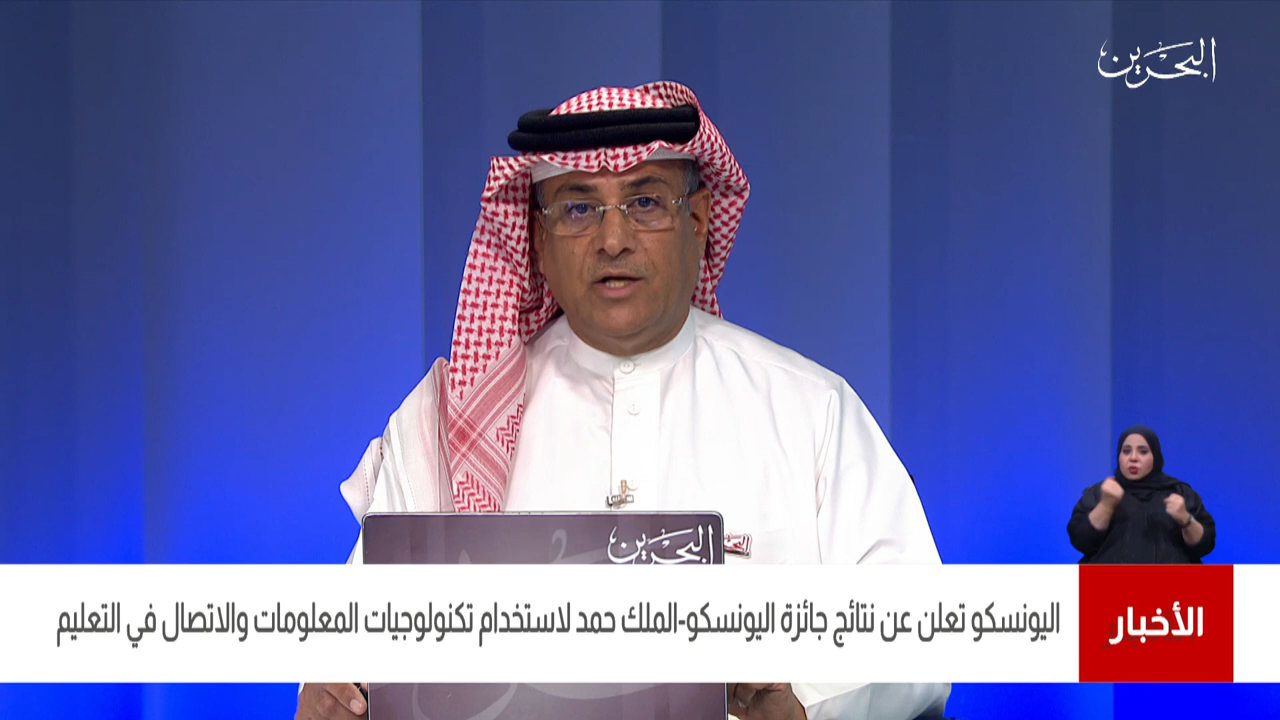 البحرين
البحرين
الأخبار
اليونسكو تعلن عن نتائج جائزة اليونسكو-الملك حمد لاستخدام تكنولوجيات المعلومات والاتصال في التعليم